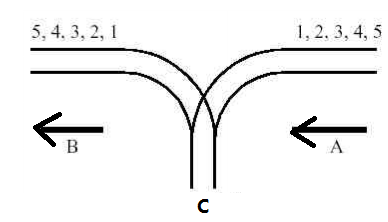 5, 4, 3, 2, 1
1, 2, 3, 4, 5
B
A
C